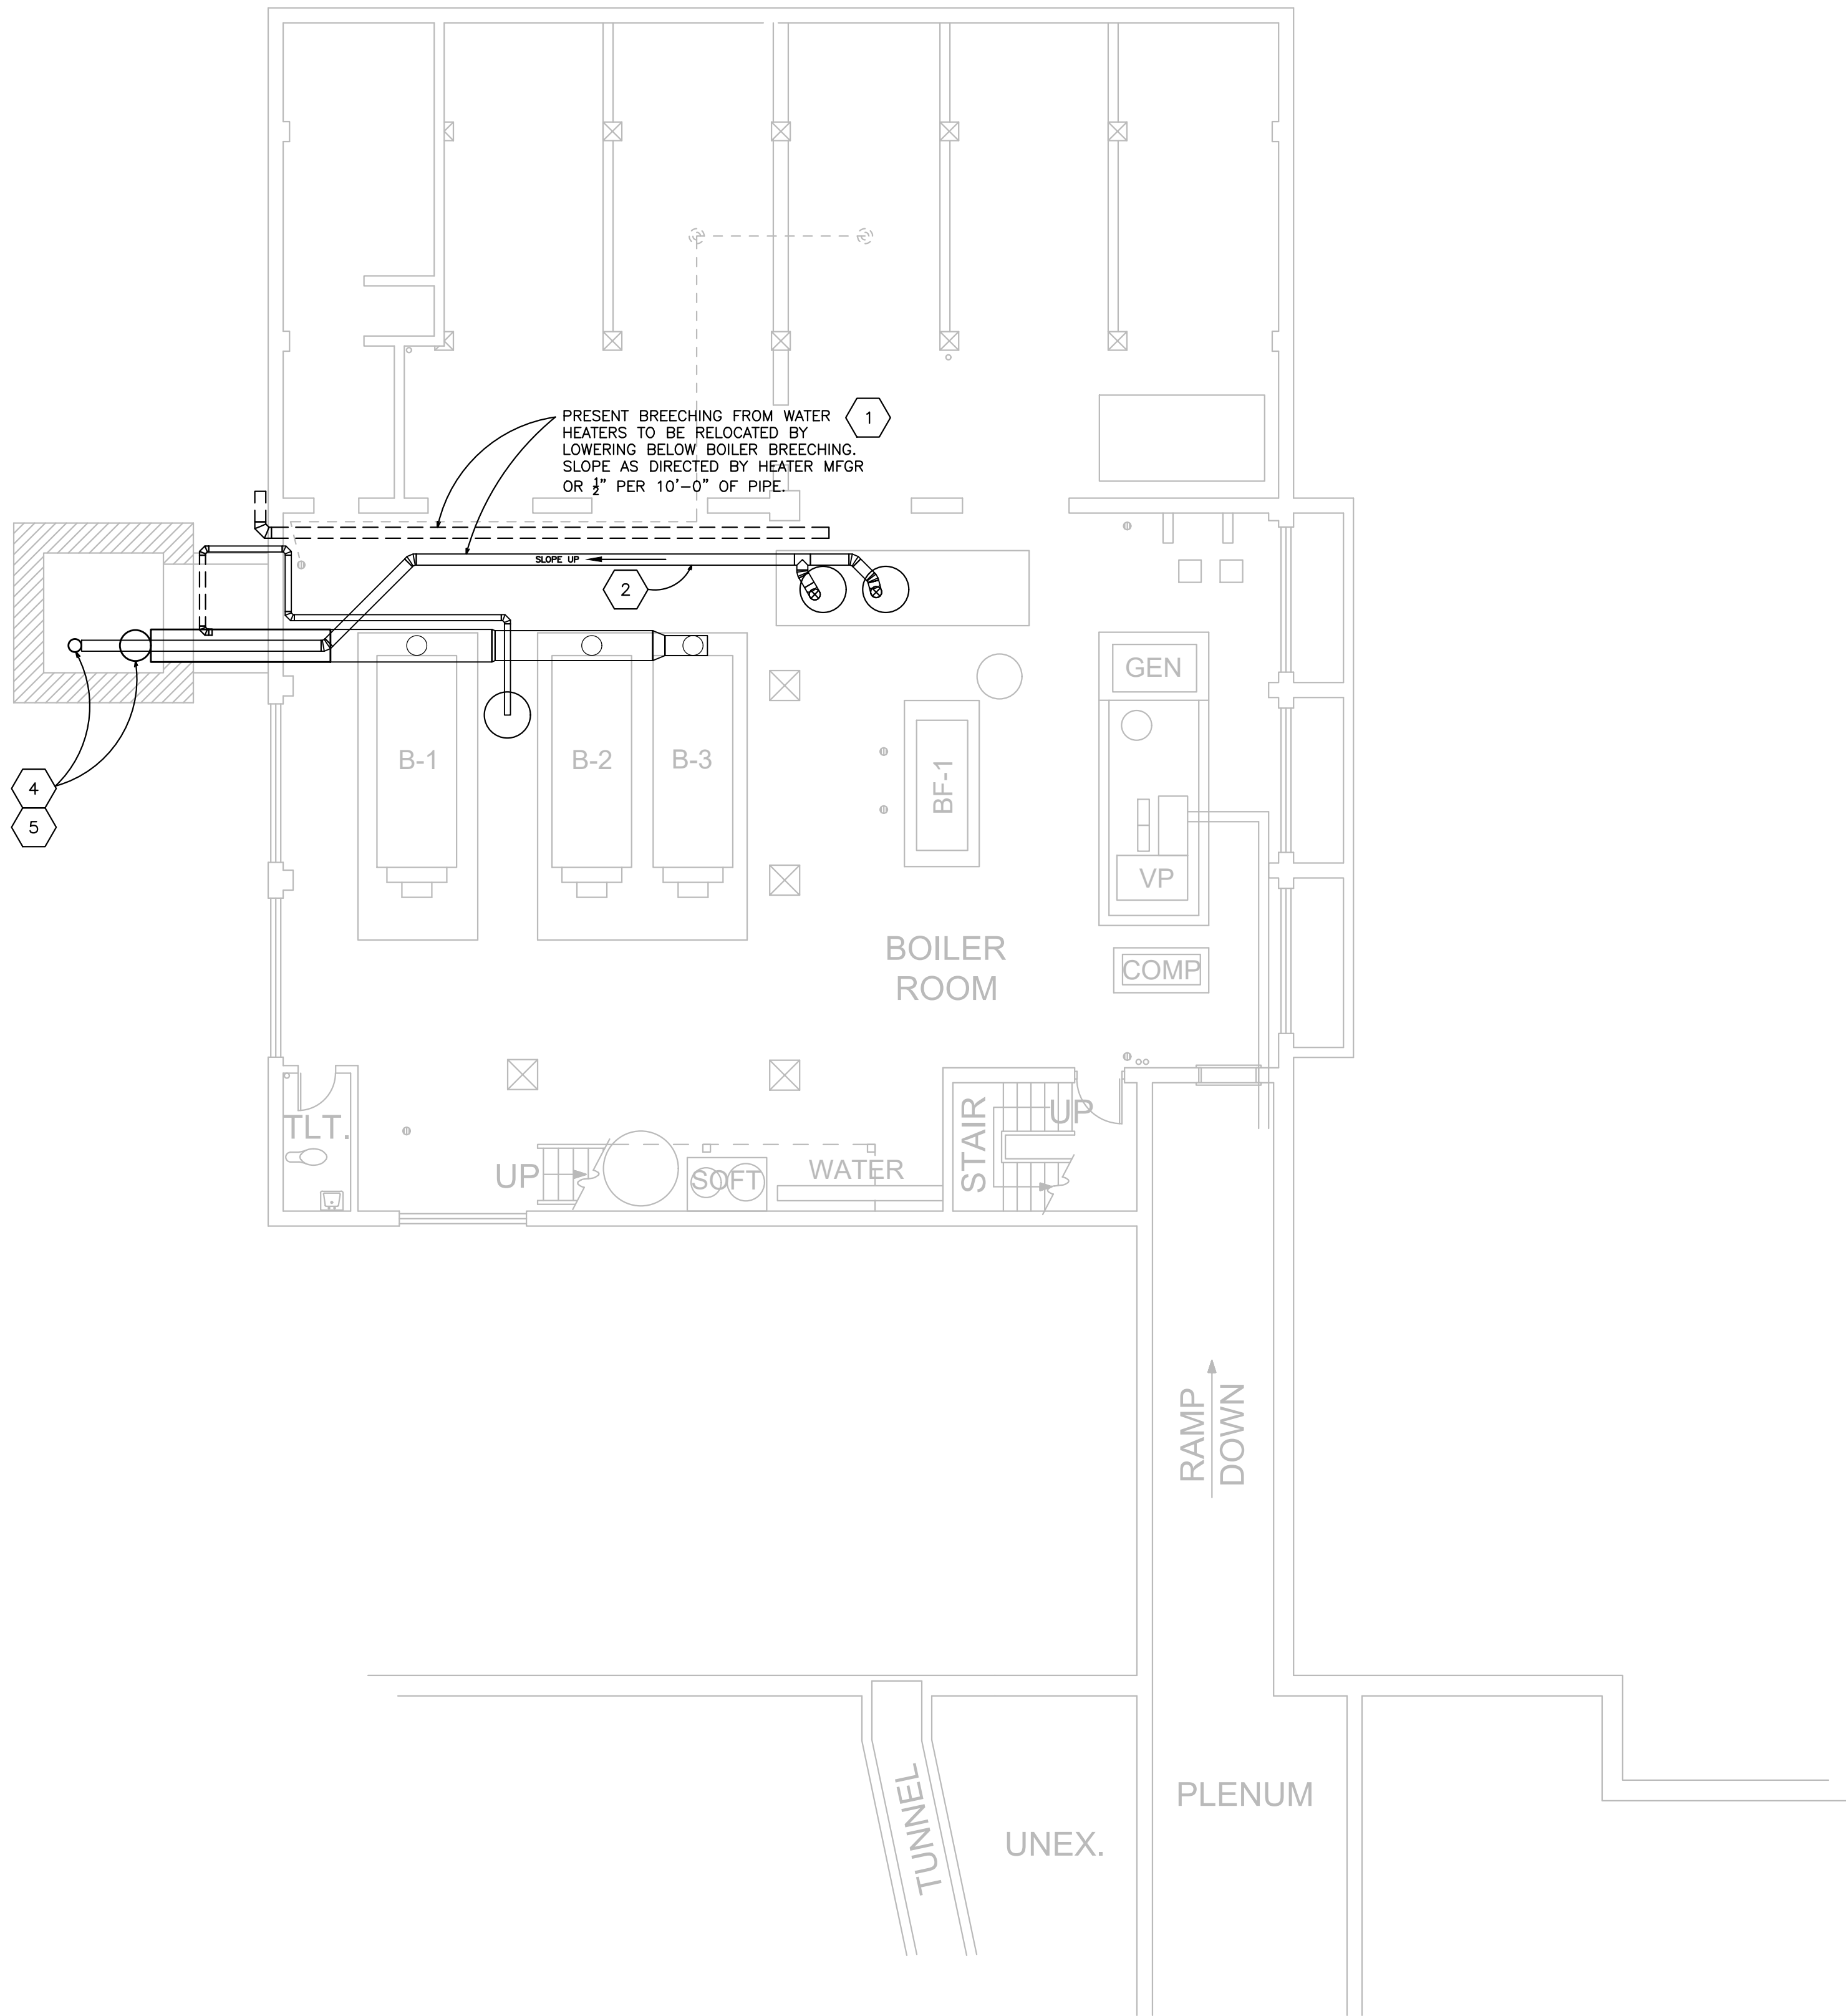 PRESENT BREECHING FROM WATER
HEATERS TO BE RELOCATED BY
LOWERING BELOW BOILER BREECHING.
SLOPE AS DIRECTED BY HEATER MFGR
OR ½" PER 10'-0" OF PIPE.
1
SLOPE UP
2
4
5
B-1
B-2
B-3
BF-1
GEN
VP
COMP
BOILER
ROOM
TLT.
UP
SOFT
WATER
STAIR
UP
RAMP
DOWN
TUNNEL
UNEX.
PLENUM